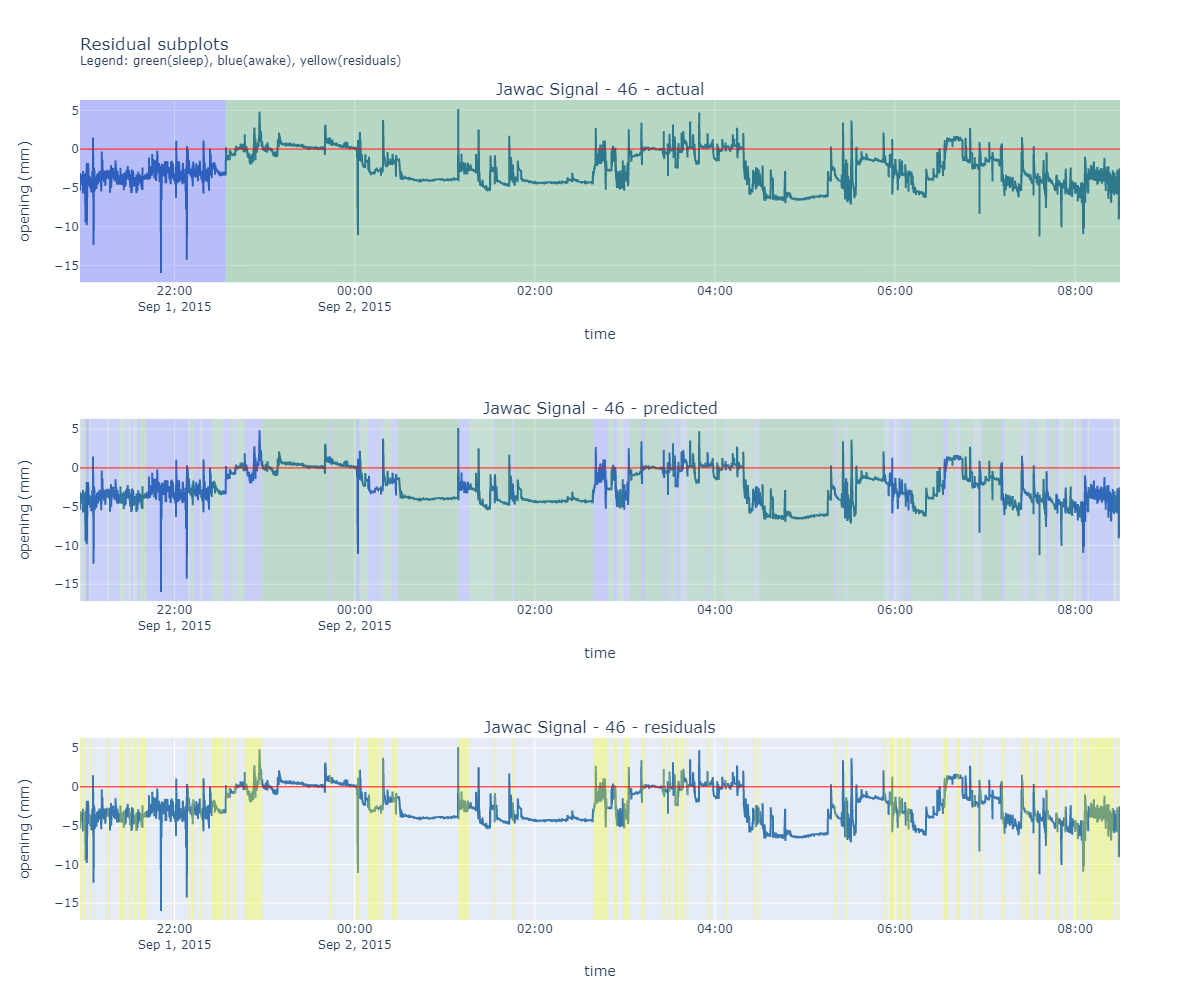 Residual subplots
Legend: green(sleep), blue(awake), yellow(residuals)
Jawac Signal - 46 - actual
5
0
−5
−10
−15
opening (mm)
22:00 00:00 02:00 04:00 06:00 08:00
Sep 1, 2015 Sep 2, 2015
time
Jawac Signal - 46 - predicted
5
0
−5
−10
−15
opening (mm)
22:00 00:00 02:00 04:00 06:00 08:00
Sep 1, 2015 Sep 2, 2015
time
Jawac Signal - 46 - residuals
5
0
−5
−10
−15
opening (mm)
22:00 00:00 02:00 04:00 06:00 08:00
Sep 1, 2015 Sep 2, 2015
time